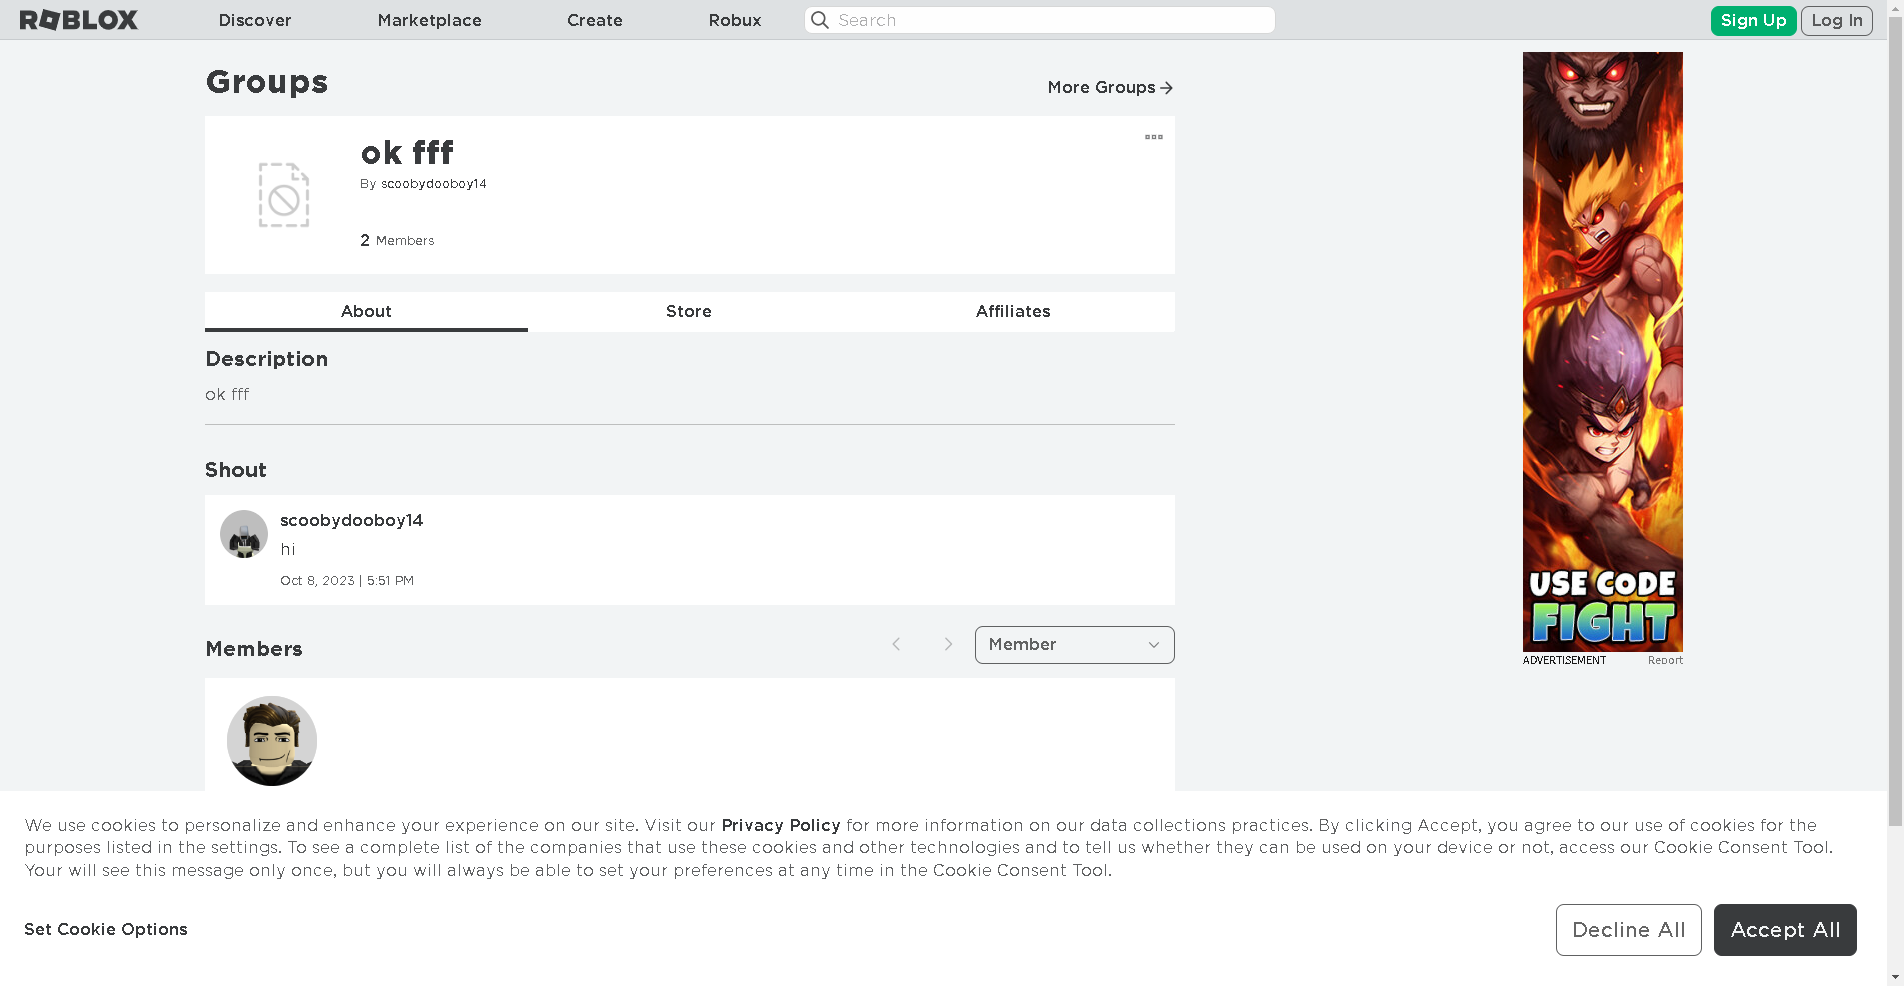 ROBLOX Discover Marketplace Create Robux Search Sign Up Log In
Groups
More Groups
ok fff
By scoobydooboy14
2 Members
About Store Affiliates
Description
ok fff
Shout
scoobydooboy14
hi
Oct 8, 2023 | 5:51 PM
Members
Member
USE CODE
FIGHT
ADVERTISEMENT Report
We use cookies to personalize and enhance your experience on our site. Visit our Privacy Policy for more information on our data collections practices. By clicking Accept, you agree to our use of cookies for the
purposes listed in the settings. To see a complete list of the companies that use these cookies and other technologies and to tell us whether they can be used on your device or not, access our Cookie Consent Tool.
Your will see this message only once, but you will always be able to set your preferences at any time in the Cookie Consent Tool.
Set Cookie Options
Decline All
Accept All